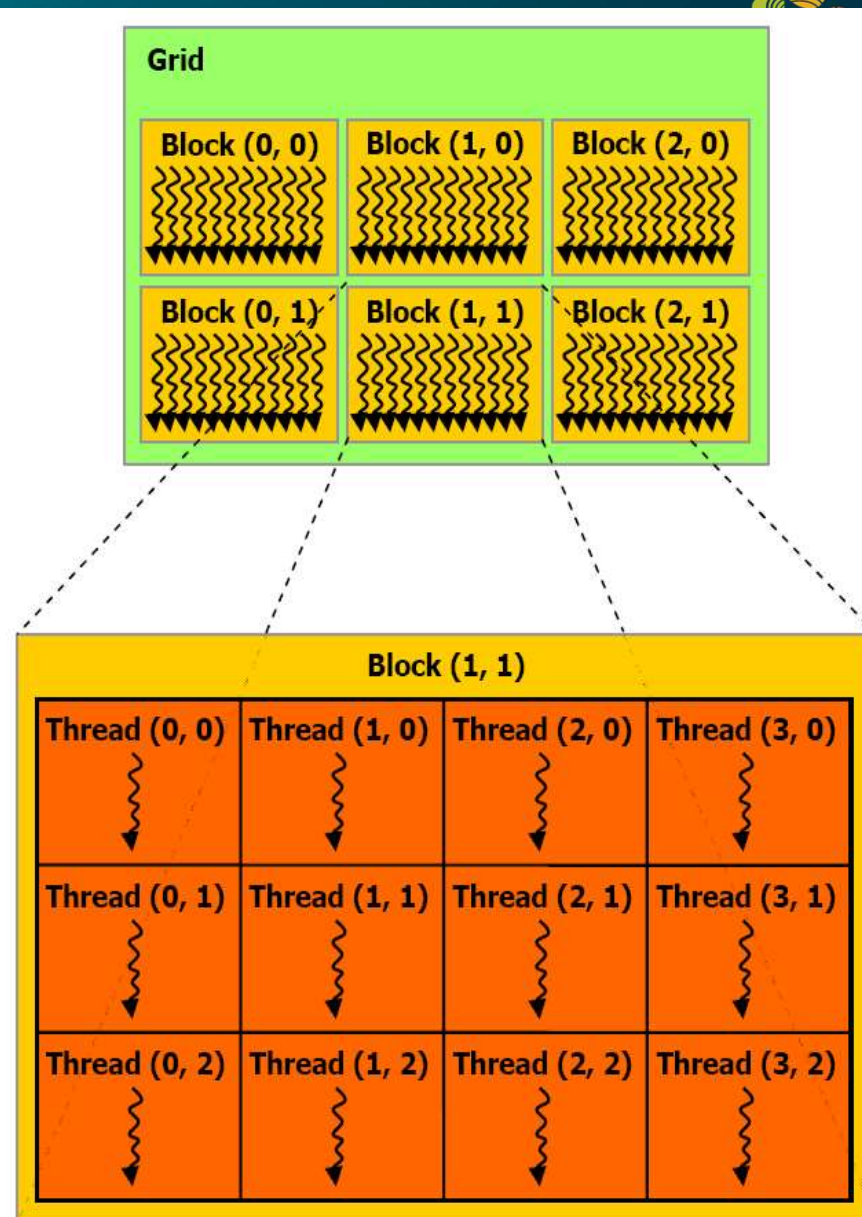 Grid
Block (0, 0) Block (1, 0) Block (2, 0)
Block (0, 1) Block (1, 1) Block (2, 1)
Block (1, 1)
Thread (0, 0) Thread (1, 0) Thread (2, 0) Thread (3, 0)
Thread (0, 1) Thread (1, 1) Thread (2, 1) Thread (3, 1)
Thread (0, 2) Thread (1, 2) Thread (2, 2) Thread (3, 2)